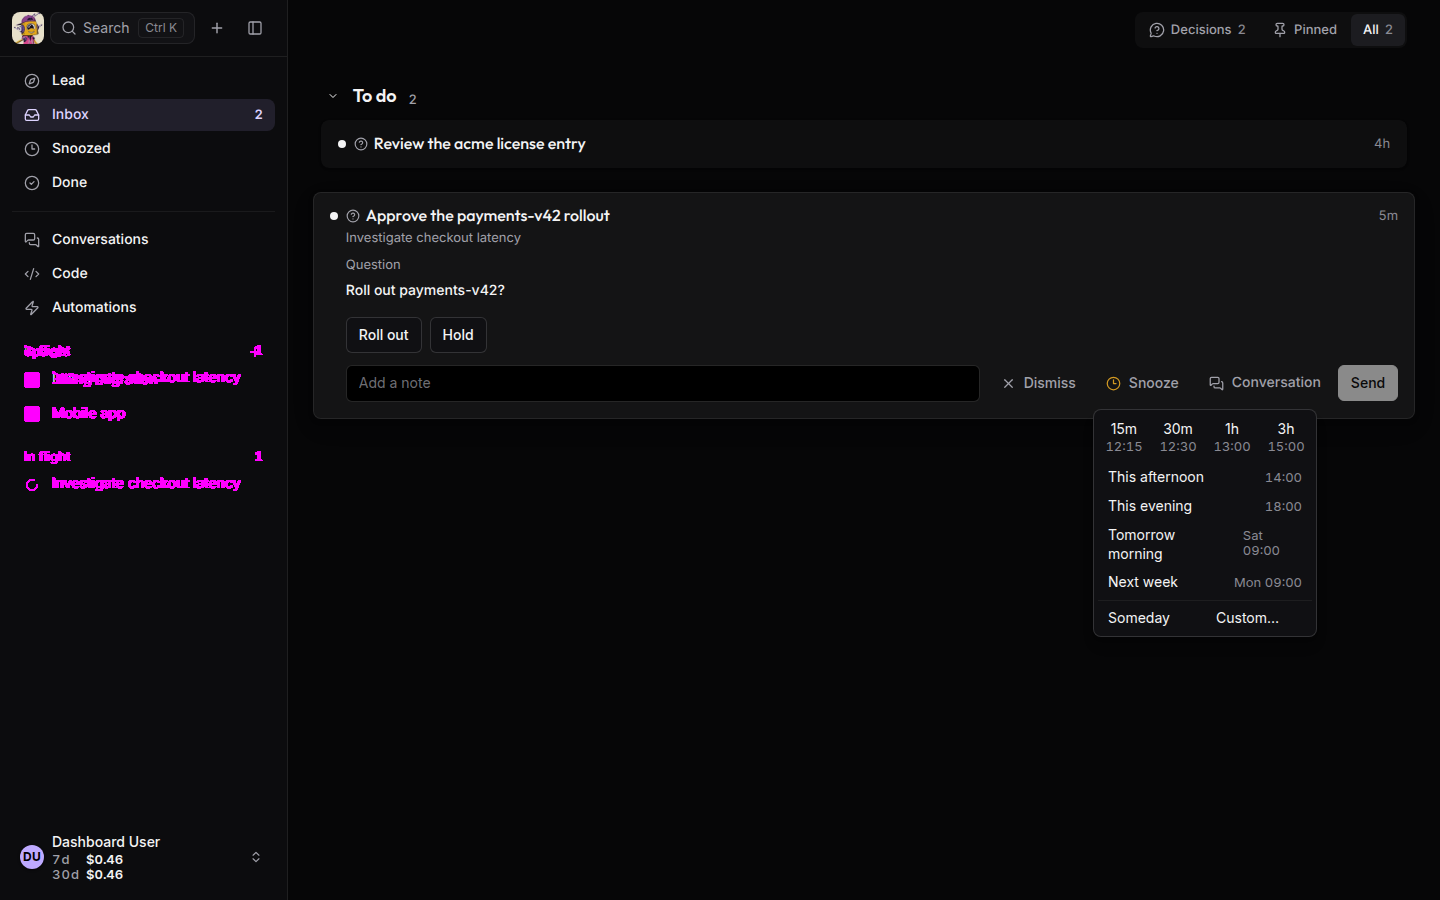 Search Ctrl K
Lead
Inbox 2
Snoozed
Done
Conversations
Code
Automations
checkout latency
Mobile app
In flight 1
Investigate checkout latency
Dashboard User
DU
7d $0.46
30d $0.46
Decisions 2 Pinned All 2
To do 2
Review the acme license entry 4h
Approve the payments-v42 rollout 5m
Investigate checkout latency
Question
Roll out payments-v42?
Roll out Hold
Add a note Dismiss Snooze Conversation Send
15m 30m 1h 3h
12:15 12:30 13:00 15:00
This afternoon 14:00
This evening 18:00
Tomorrow Sat
morning 09:00
Next week Mon 09:00
Someday Custom...